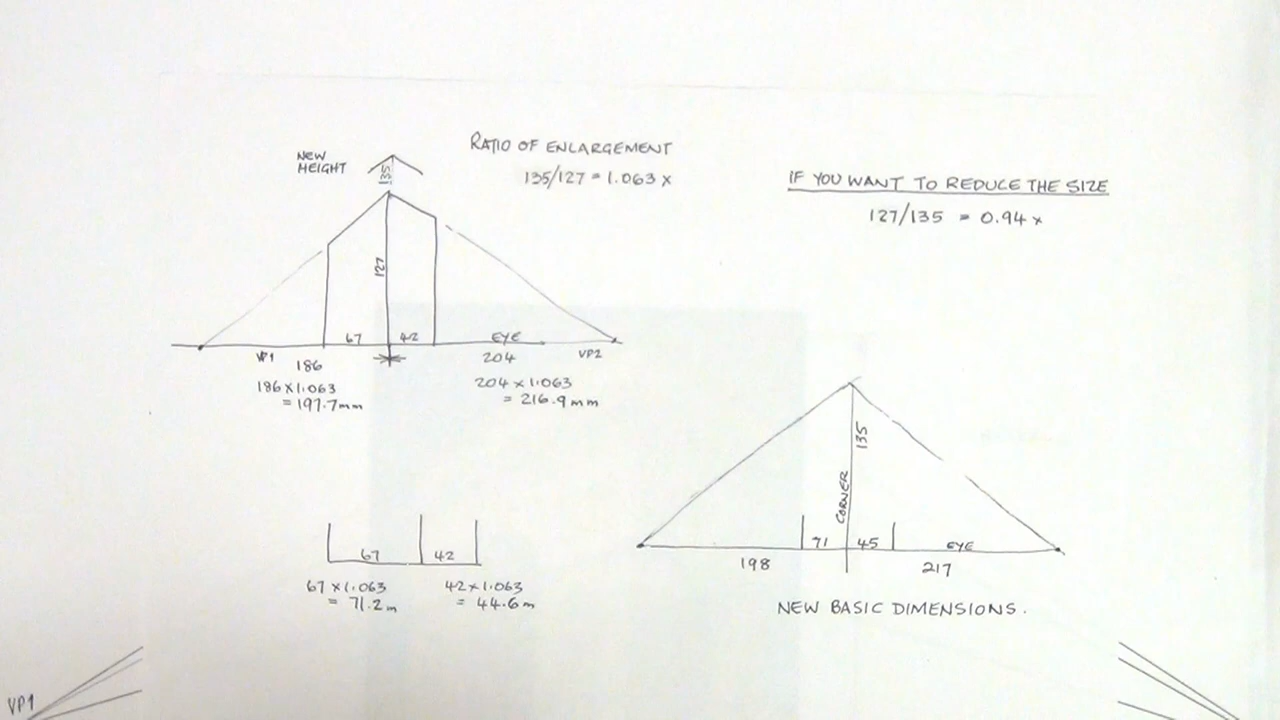 NEW
HEIGHT
135
RATIO OF ENLARGEMENT
135/127 = 1.063 x
IF YOU WANT TO REDUCE THE SIZE
127/135 = 0.94 x
127
67
42
EYE
VP1
186
204
VP2
186 x 1.063
= 197.7mm
204 x 1.063
= 216.9mm
135
CORNER
71
45
EYE
198
217
NEW BASIC DIMENSIONS.
67
42
67 x 1.063
= 71.2m
42 x 1.063
= 44.6m
VP1